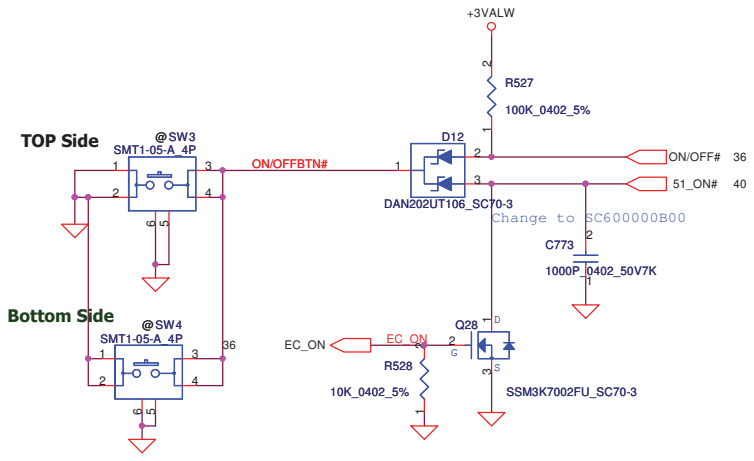 +3VALW
2
R527
100K_0402_5%
1
TOP Side
@SW3
SMT1-05-A_4P
1
2
3
4
6
5
ON/OFFBTN#
D12
1
2
3
DAN202UT106_SC70-3
ON/OFF# 36
51_ON# 40
Change to SC600000B00
C773
2
1000P_0402_50V7K
1
Bottom Side
@SW4
SMT1-05-A_4P
36
1
2
3
4
6
5
EC_ON
EC_ON
2
R528
10K_0402_5%
1
Q28
1
D
2
G
3
S
SSM3K7002FU_SC70-3